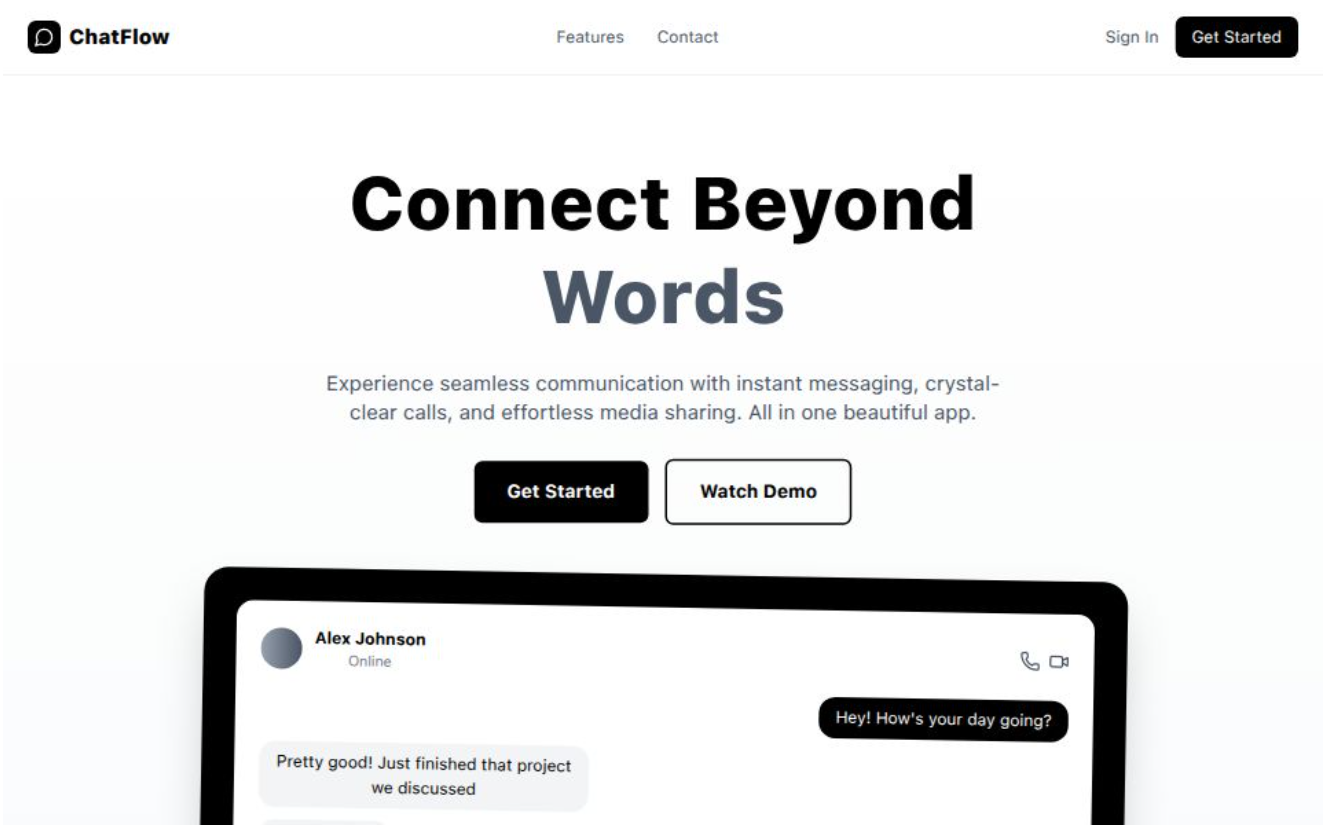 ChatFlow
Features
Contact
Sign In
Get Started
Connect Beyond
Words
Experience seamless communication with instant messaging, crystal-
clear calls, and effortless media sharing. All in one beautiful app.
Get Started
Watch Demo
Alex Johnson
Online
Hey! How's your day going?
Pretty good! Just finished that project
we discussed